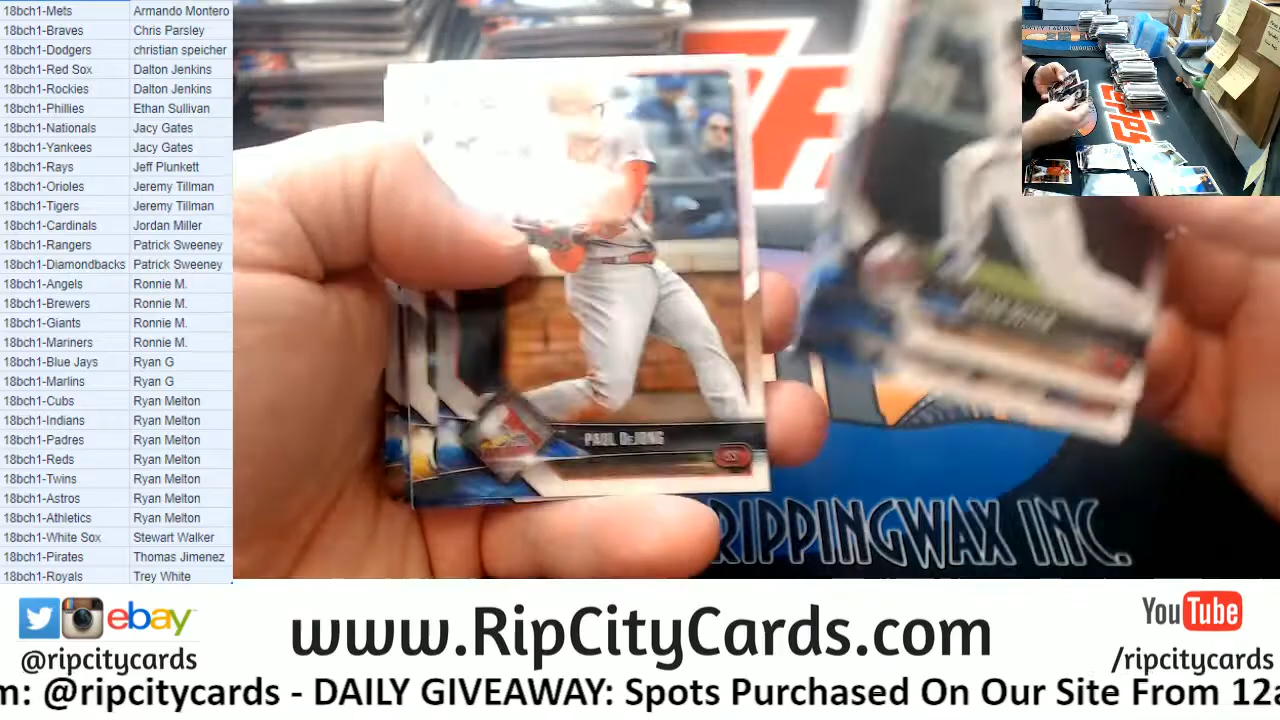 18bch1-Mets Armando Montero
18bch1-Braves Chris Parsley
18bch1-Dodgers christian speicher
18bch1-Red Sox Dalton Jenkins
18bch1-Rockies Dalton Jenkins
18bch1-Phillies Ethan Sullivan
18bch1-Nationals Jacy Gates
18bch1-Yankees Jacy Gates
18bch1-Rays Jeff Plunkett
18bch1-Orioles Jeremy Tillman
18bch1-Tigers Jeremy Tillman
18bch1-Cardinals Jordan Miller
18bch1-Rangers Patrick Sweeney
18bch1-Diamondbacks Patrick Sweeney
18bch1-Angels Ronnie M.
18bch1-Brewers Ronnie M.
18bch1-Giants Ronnie M.
18bch1-Mariners Ronnie M.
18bch1-Blue Jays Ryan G
18bch1-Marlins Ryan G
18bch1-Cubs Ryan Melton
18bch1-Indians Ryan Melton
18bch1-Padres Ryan Melton
18bch1-Reds Ryan Melton
18bch1-Twins Ryan Melton
18bch1-Astros Ryan Melton
18bch1-Athletics Ryan Melton
18bch1-White Sox Stewart Walker
18bch1-Pirates Thomas Jimenez
18bch1-Royals Trey White
PAUL DeJONG
SS
RIPPINGWAX INC.
topps
ebay
@ripcitycards
www.RipCityCards.com
YouTube
/ripcitycards
m: @ripcitycards - DAILY GIVEAWAY: Spots Purchased On Our Site From 12a